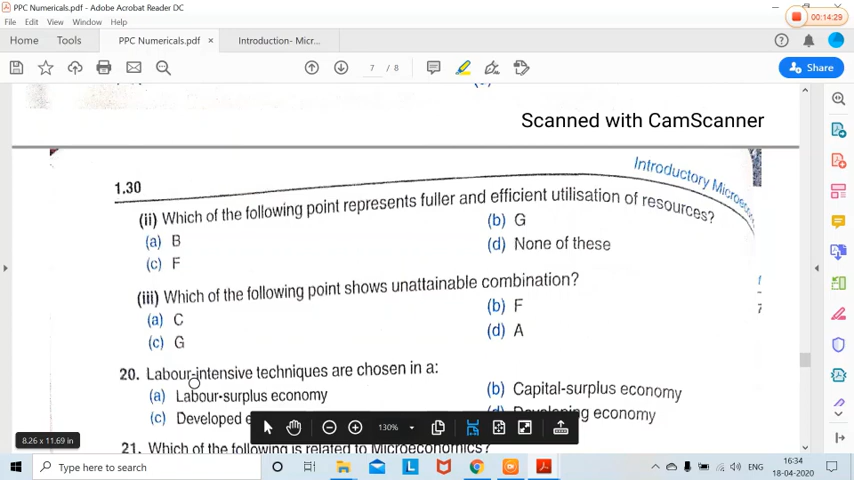 PPC Numericals.pdf - Adobe Acrobat Reader DC
00:14:29
File Edit View Window Help
Home Tools PPC Numericals.pdf × Introduction- Micr...
7 / 8
Share
Scanned with CamScanner
1.30
Introductory
(ii) Which of the following point represents fuller and efficient utilisation of resources?
(a) B (b) G
(c) F (d) None of these
(iii) Which of the following point shows unattainable combination?
(a) C (b) F
(c) G (d) A
20. Labour-intensive techniques are chosen in a:
(a) Labour-surplus economy (b) Capital-surplus economy
(c) Developed (d) Developing economy
130%
8.26 x 11.69 in
21. Which of the following is related to Microeconomics?
Type here to search
ENG
16:34
18-04-2020